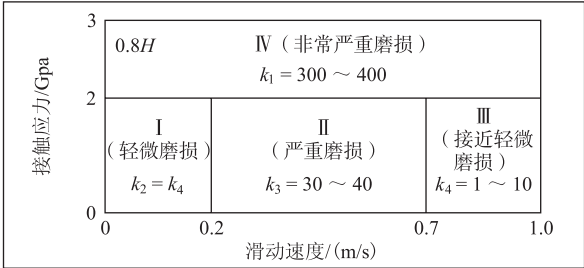 3
0.8H
Ⅳ（非常严重磨损）
k₁ = 300 ～ 400
接触应力/Gpa
2
Ⅰ
（轻微磨损）
k₂ = k₄
Ⅱ
（严重磨损）
k₃ = 30 ～ 40
Ⅲ
（接近轻微
磨损）
k₄ = 1 ～ 10
0
0
0.2
0.7
1.0
滑动速度/(m/s)